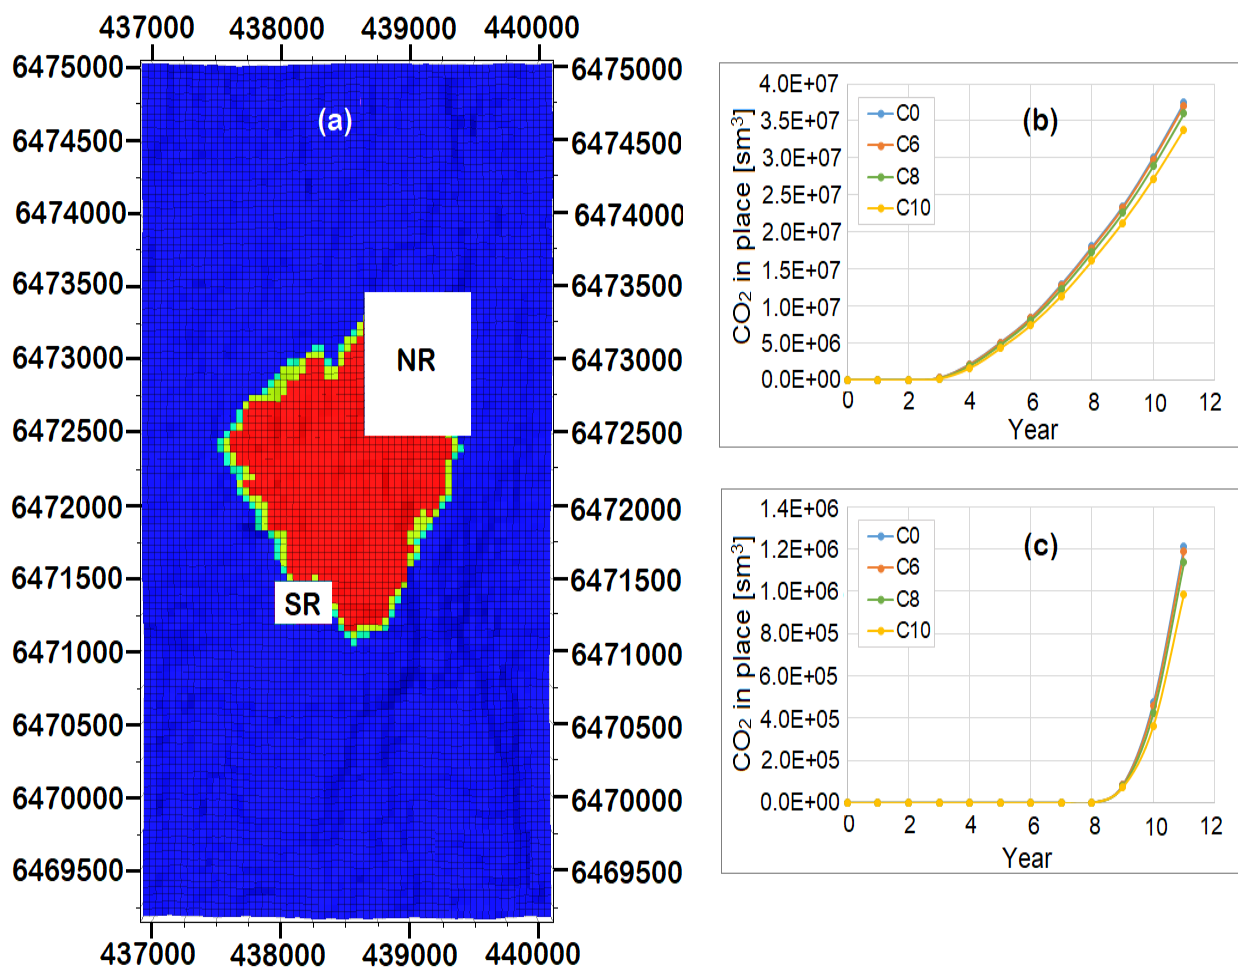 437000 438000 439000 440000
6475000
6474500
6474000
6473500
6473000
6472500
6472000
6471500
6471000
6470500
6470000
6469500
(a)
NR
SR
6475000
6474500
6474000
6473500
6473000
6472500
6472000
6471500
6471000
6470500
6470000
6469500
437000 438000 439000 440000
CO₂ in place [sm³]
4.0E+07
3.5E+07
3.0E+07
2.5E+07
2.0E+07
1.5E+07
1.0E+07
5.0E+06
0.0E+00
C0
C6
C8
C10
(b)
0 2 4 6 8 10 12
Year
CO₂ in place [sm³]
1.4E+06
1.2E+06
1.0E+06
8.0E+05
6.0E+05
4.0E+05
2.0E+05
0.0E+00
C0
C6
C8
C10
(c)
0 2 4 6 8 10 12
Year